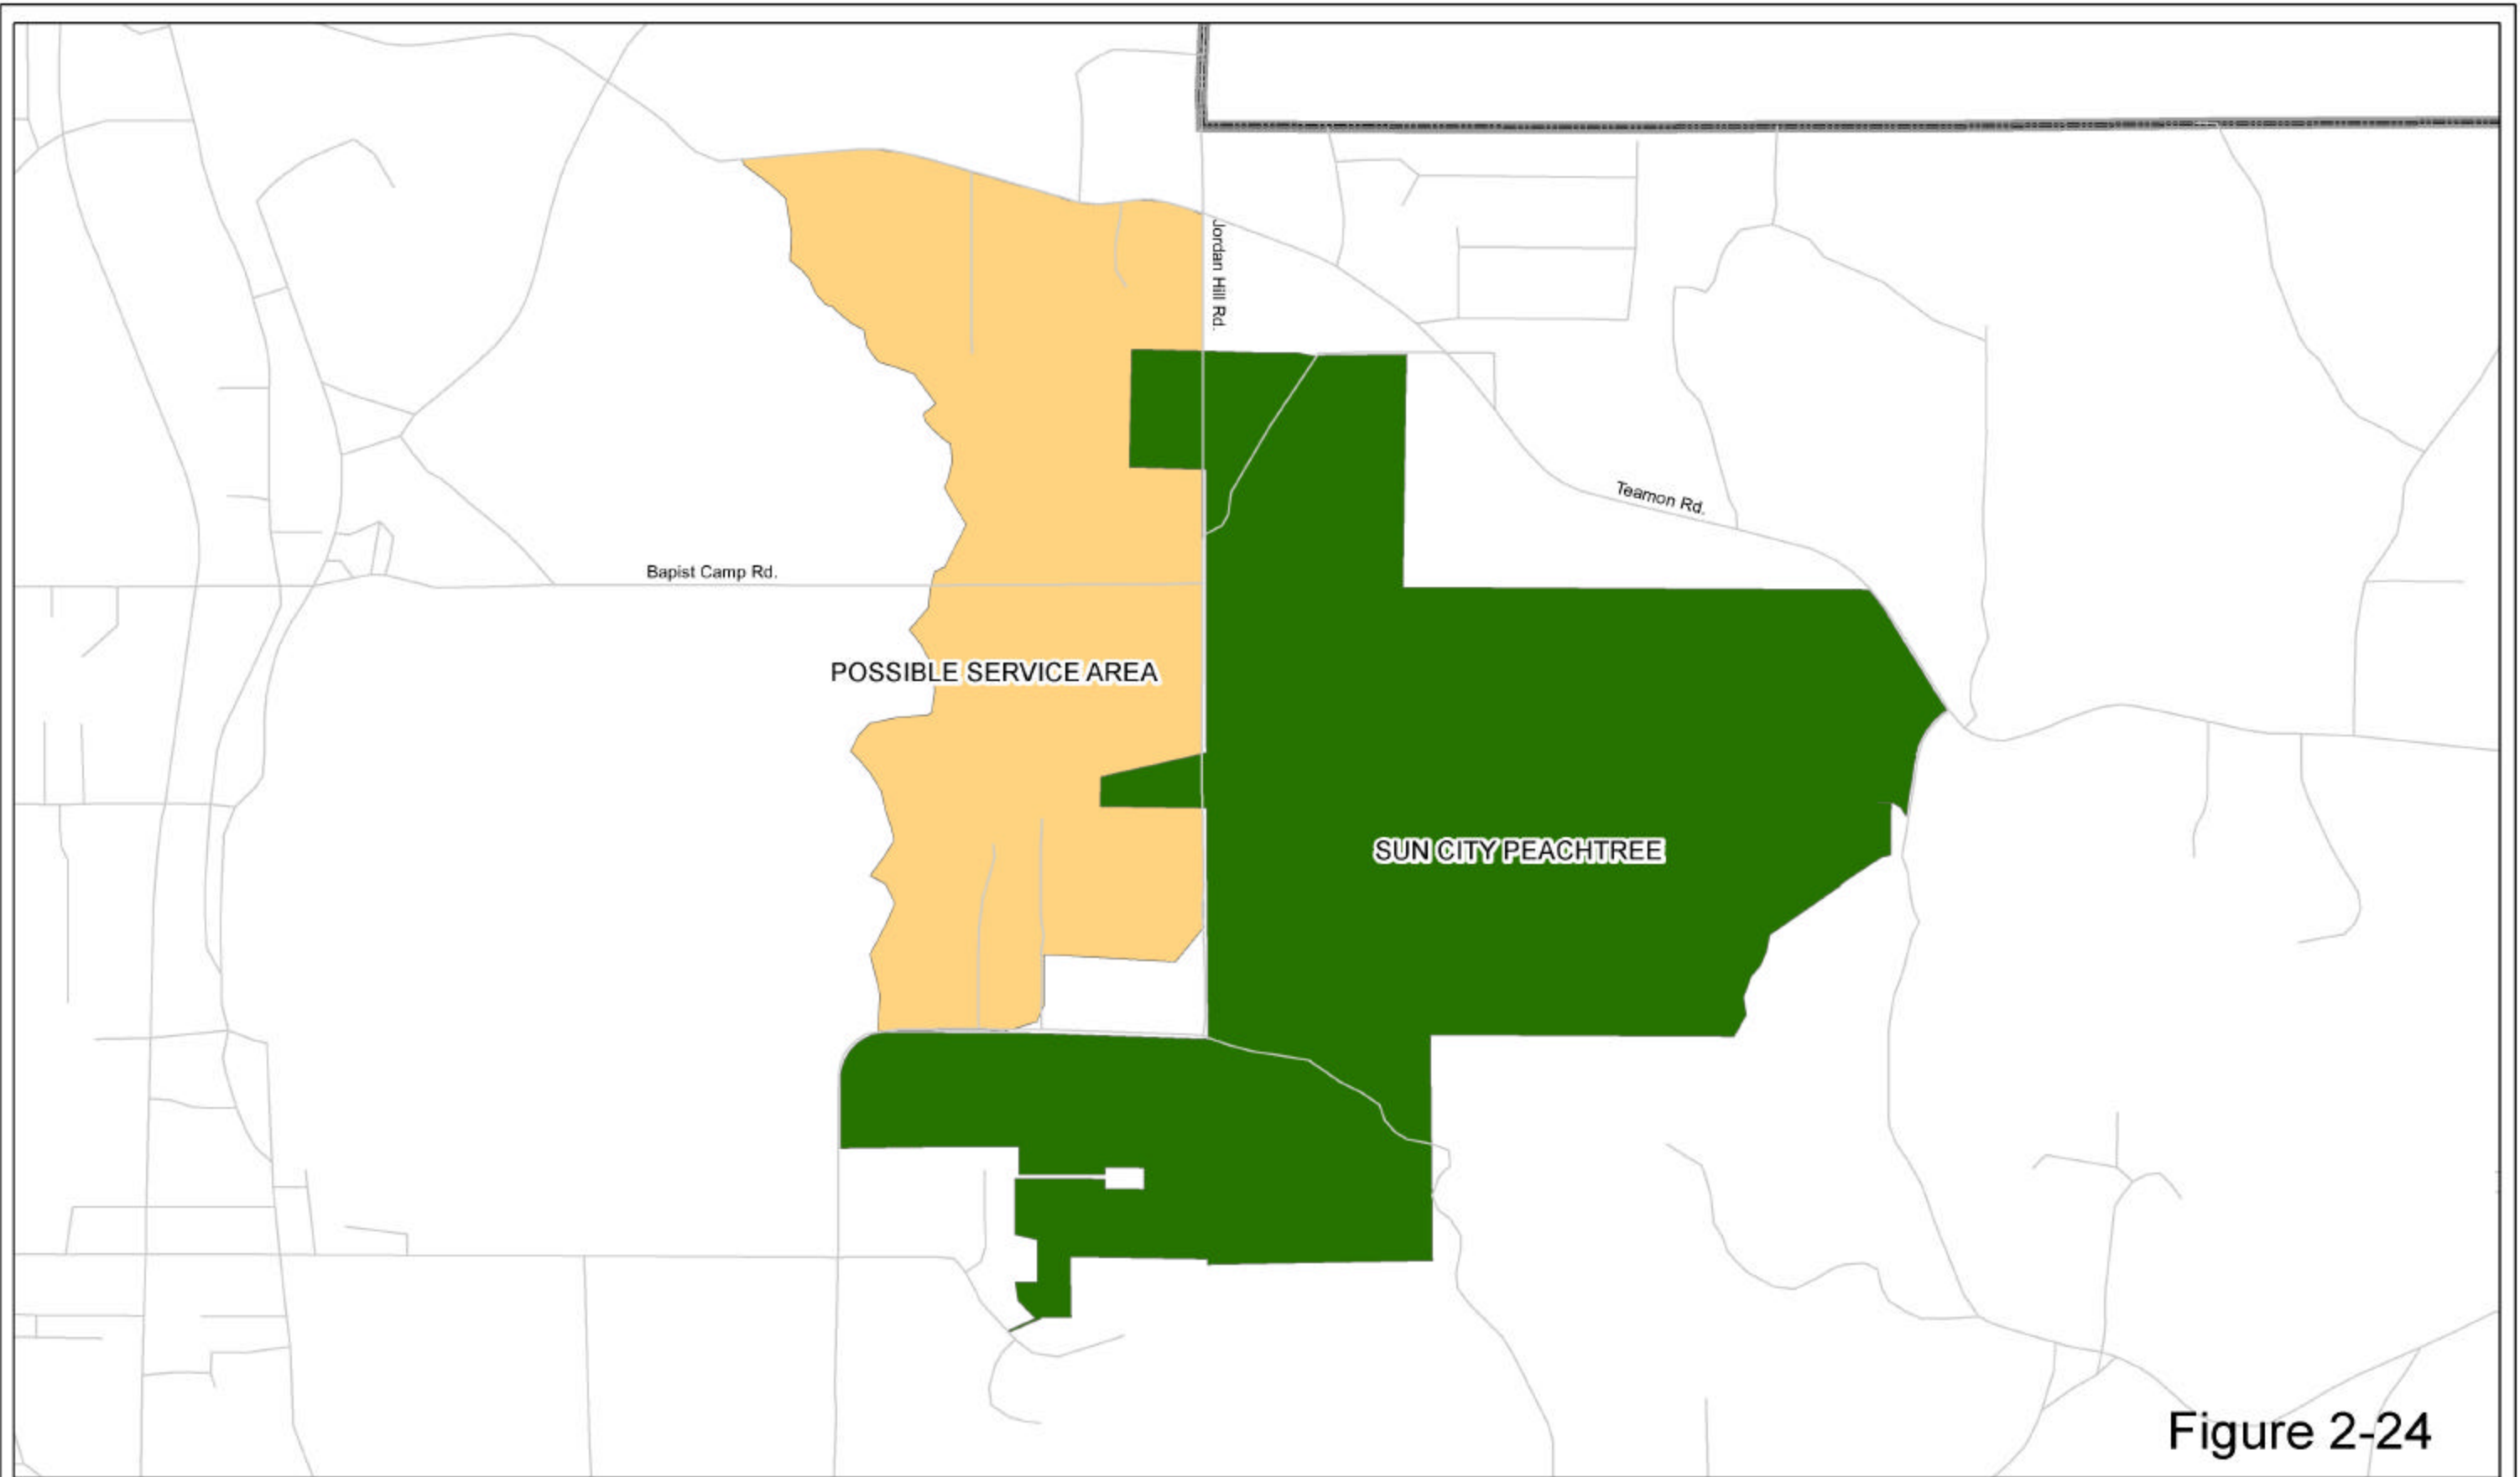 Jordan Hill Rd.
Teamon Rd.
Bapist Camp Rd.
POSSIBLE SERVICE AREA
SUN CITY PEACHTREE
Figure 2-24